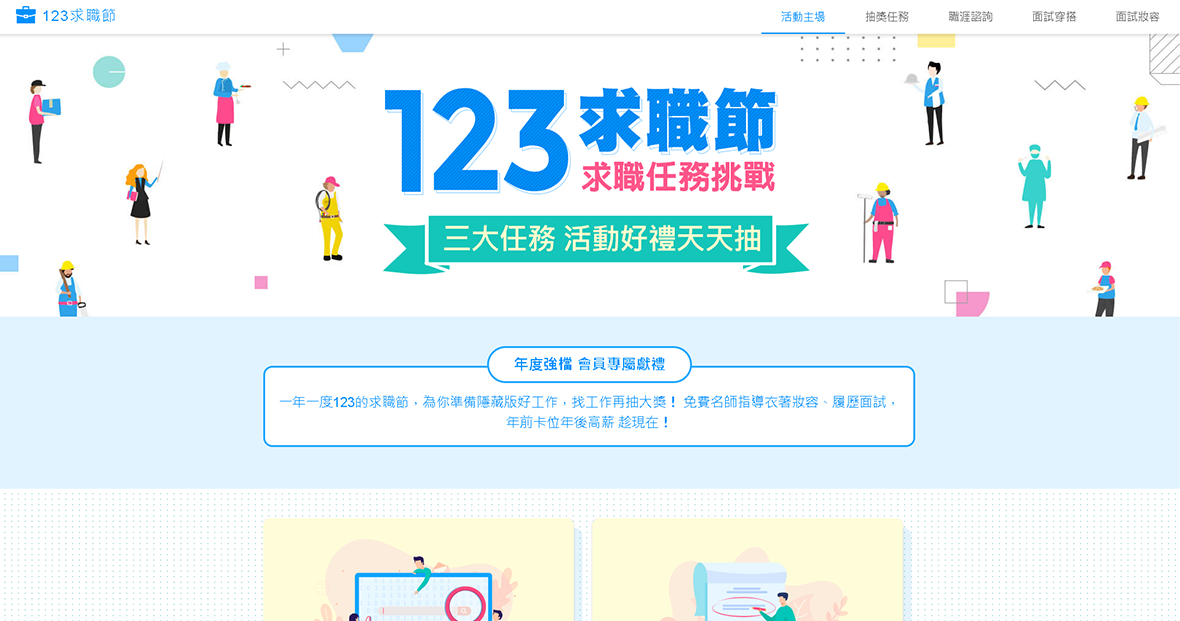 123求職節
活動主場
抽獎任務
職涯諮詢
面試穿搭
面試妝容
123求職節
求職任務挑戰
三大任務 活動好禮天天抽
年度強檔 會員專屬獻禮
一年一度123的求職節，為你準備隱藏版好工作，找工作再抽大獎！ 免費名師指導衣著妝容、履歷面試，
年前卡位年後高薪 趁現在！